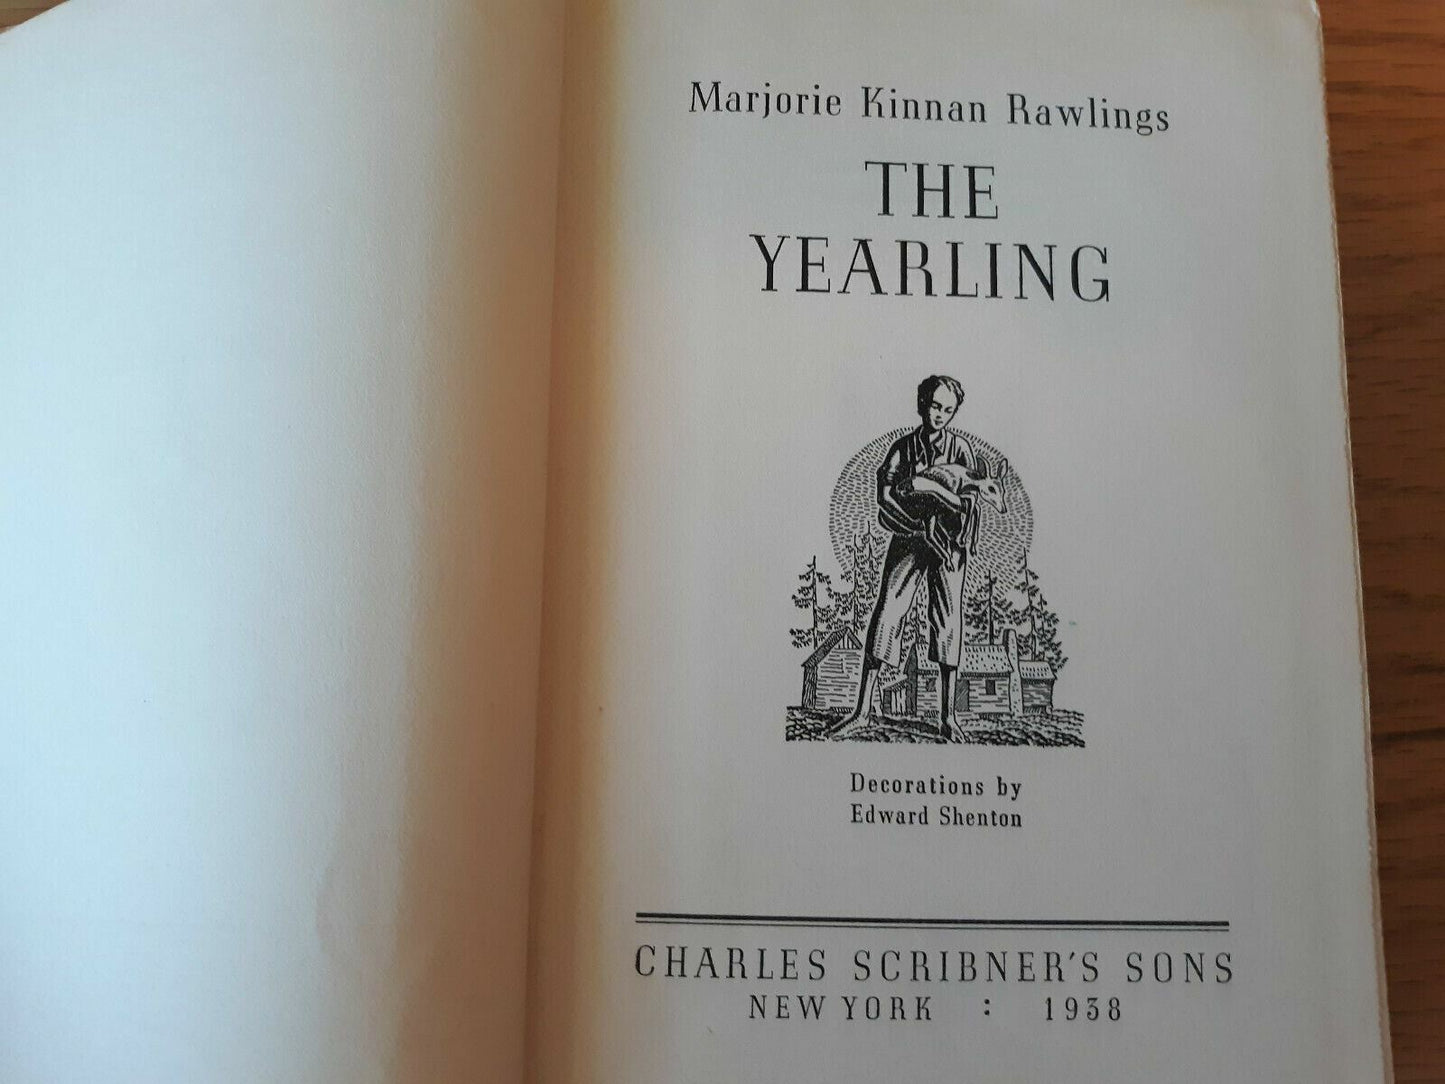 Marjorie Kinnan Rawlings
THE
YEARLING
Decorations by
Edward Shenton
CHARLES SCRIBNER'S SONS
NEW YORK : 1938